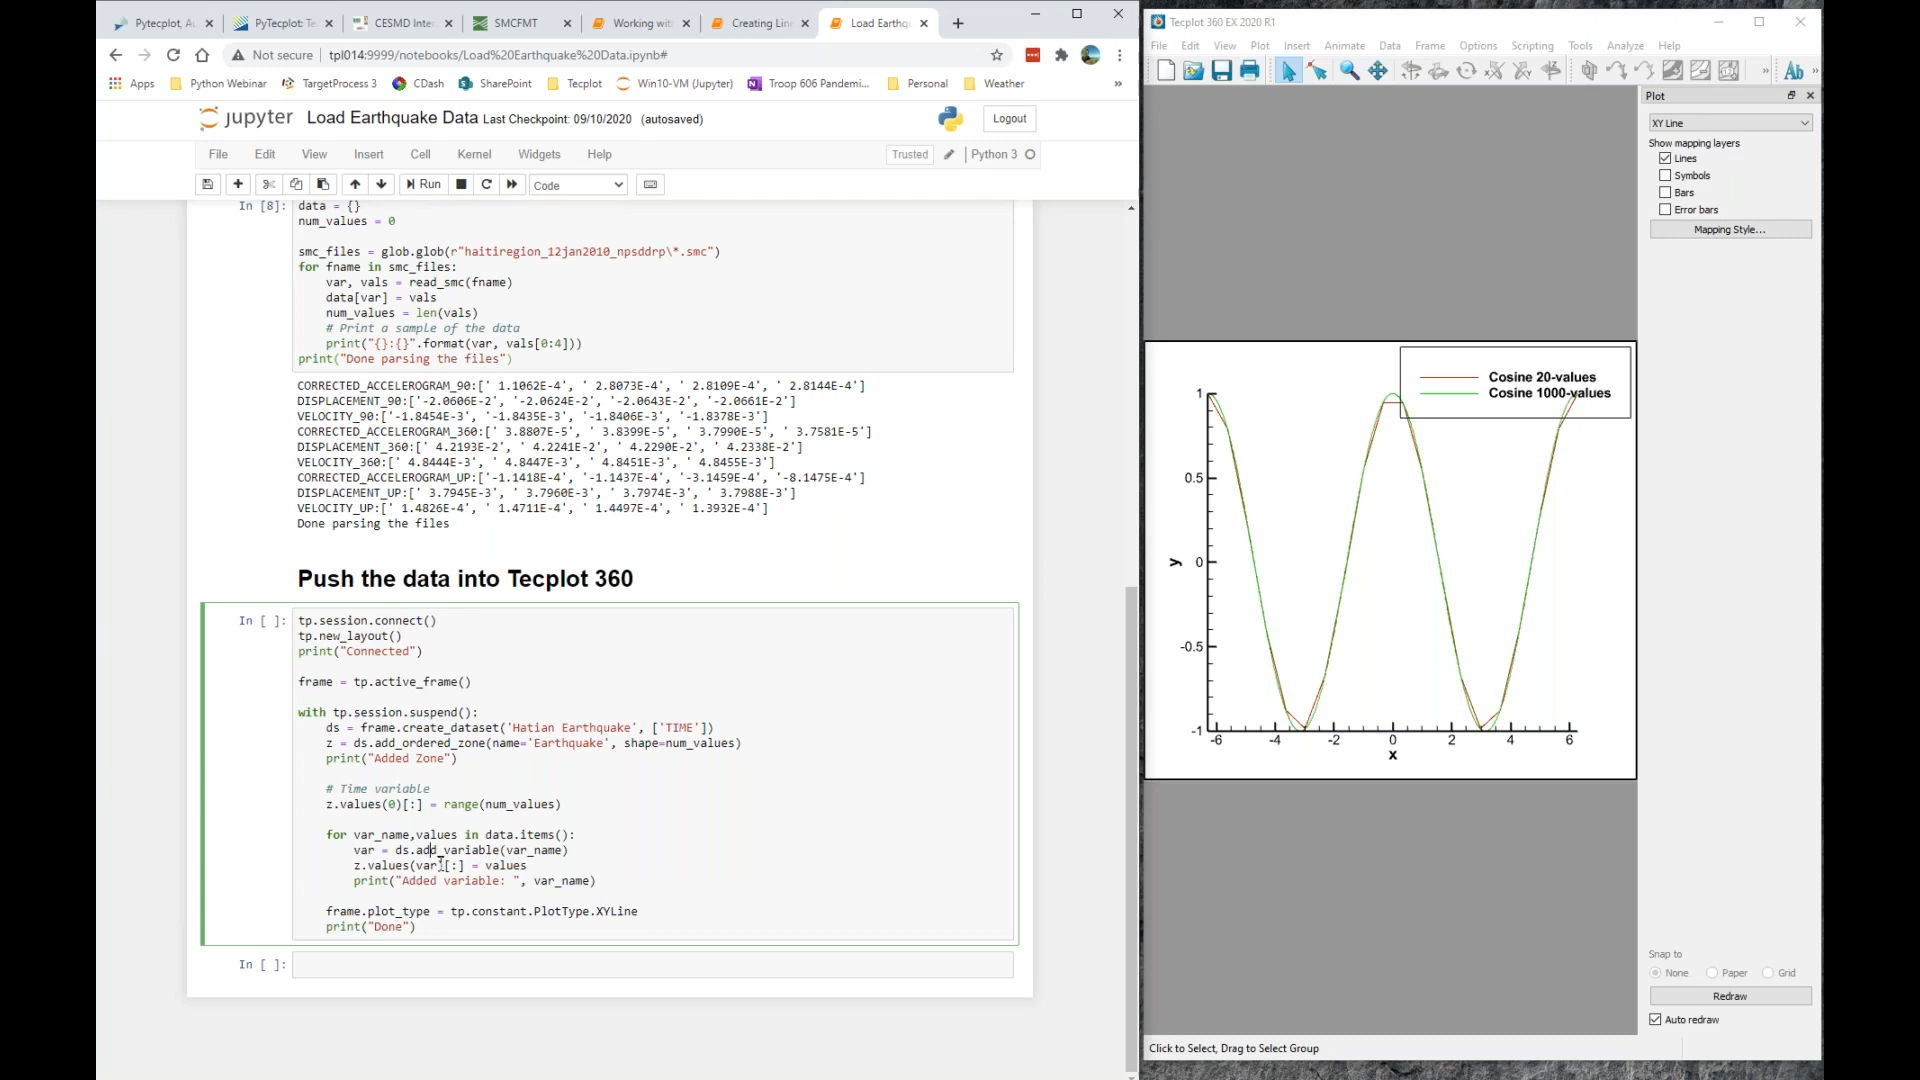 Pytecplot, A
PyTecplot: Te
CESMD Inte
SMCFMT
Working wit
Creating Lin
Load Earthqu
Not secure
tpl014:9999/notebooks/Load%20Earthquake%20Data.ipynb#
Apps
Python Webinar
TargetProcess 3
CDash
SharePoint
Tecplot
Win10-VM (Jupyter)
Troop 606 Pandemi...
Personal
Weather
»
jupyter
Load Earthquake Data Last Checkpoint: 09/10/2020 (autosaved)
Logout
File
Edit
View
Insert
Cell
Kernel
Widgets
Help
Trusted
Python 3
Run
Code
In [8]:
data = {}
num_values = 0
smc_files = glob.glob(r"haitiregion_12jan2010_npsddrp\*.smc")
for fname in smc_files:
var, vals = read_smc(fname)
data[var] = vals
num_values = len(vals)
# Print a sample of the data
print("{}:{}".format(var, vals[0:4]))
print("Done parsing the files")
CORRECTED_ACCELEROGRAM_90:[' 1.1062E-4', ' 2.8073E-4', ' 2.8109E-4', ' 2.8144E-4']
DISPLACEMENT_90:['-2.0606E-2', '-2.0624E-2', '-2.0643E-2', '-2.0661E-2']
VELOCITY_90:['-1.8454E-3', '-1.8435E-3', '-1.8406E-3', '-1.8378E-3']
CORRECTED_ACCELEROGRAM_360:[' 3.8807E-5', ' 3.8399E-5', ' 3.7990E-5', ' 3.7581E-5']
DISPLACEMENT_360:[' 4.2193E-2', ' 4.2241E-2', ' 4.2290E-2', ' 4.2338E-2']
VELOCITY_360:[' 4.8444E-3', ' 4.8447E-3', ' 4.8451E-3', ' 4.8455E-3']
CORRECTED_ACCELEROGRAM_UP:['-1.1418E-4', '-1.1437E-4', '-3.1459E-4', '-8.1475E-4']
DISPLACEMENT_UP:[' 3.7945E-3', ' 3.7960E-3', ' 3.7974E-3', ' 3.7988E-3']
VELOCITY_UP:[' 1.4826E-4', ' 1.4711E-4', ' 1.4497E-4', ' 1.3932E-4']
Done parsing the files
Push the data into Tecplot 360
In [ ]:
tp.session.connect()
tp.new_layout()
print("Connected")
frame = tp.active_frame()
with tp.session.suspend():
ds = frame.create_dataset('Hatian Earthquake', ['TIME'])
z = ds.add_ordered_zone(name='Earthquake', shape=num_values)
print("Added Zone")
# Time variable
z.values(0)[:] = range(num_values)
for var_name,values in data.items():
var = ds.add_variable(var_name)
z.values(var)[:] = values
print("Added variable: ", var_name)
frame.plot_type = tp.constant.PlotType.XYLine
print("Done")
In [ ]:
Tecplot 360 EX 2020 R1
File
Edit
View
Plot
Insert
Animate
Data
Frame
Options
Scripting
Tools
Analyze
Help
»
Ab
»
Plot
XY Line
Show mapping layers
Lines
Symbols
Bars
Error bars
Mapping Style...
Cosine 20-values
Cosine 1000-values
1
0.5
0
-0.5
-1
y
-6
-4
-2
0
2
4
6
x
Snap to
None
Paper
Grid
Redraw
Auto redraw
Click to Select, Drag to Select Group